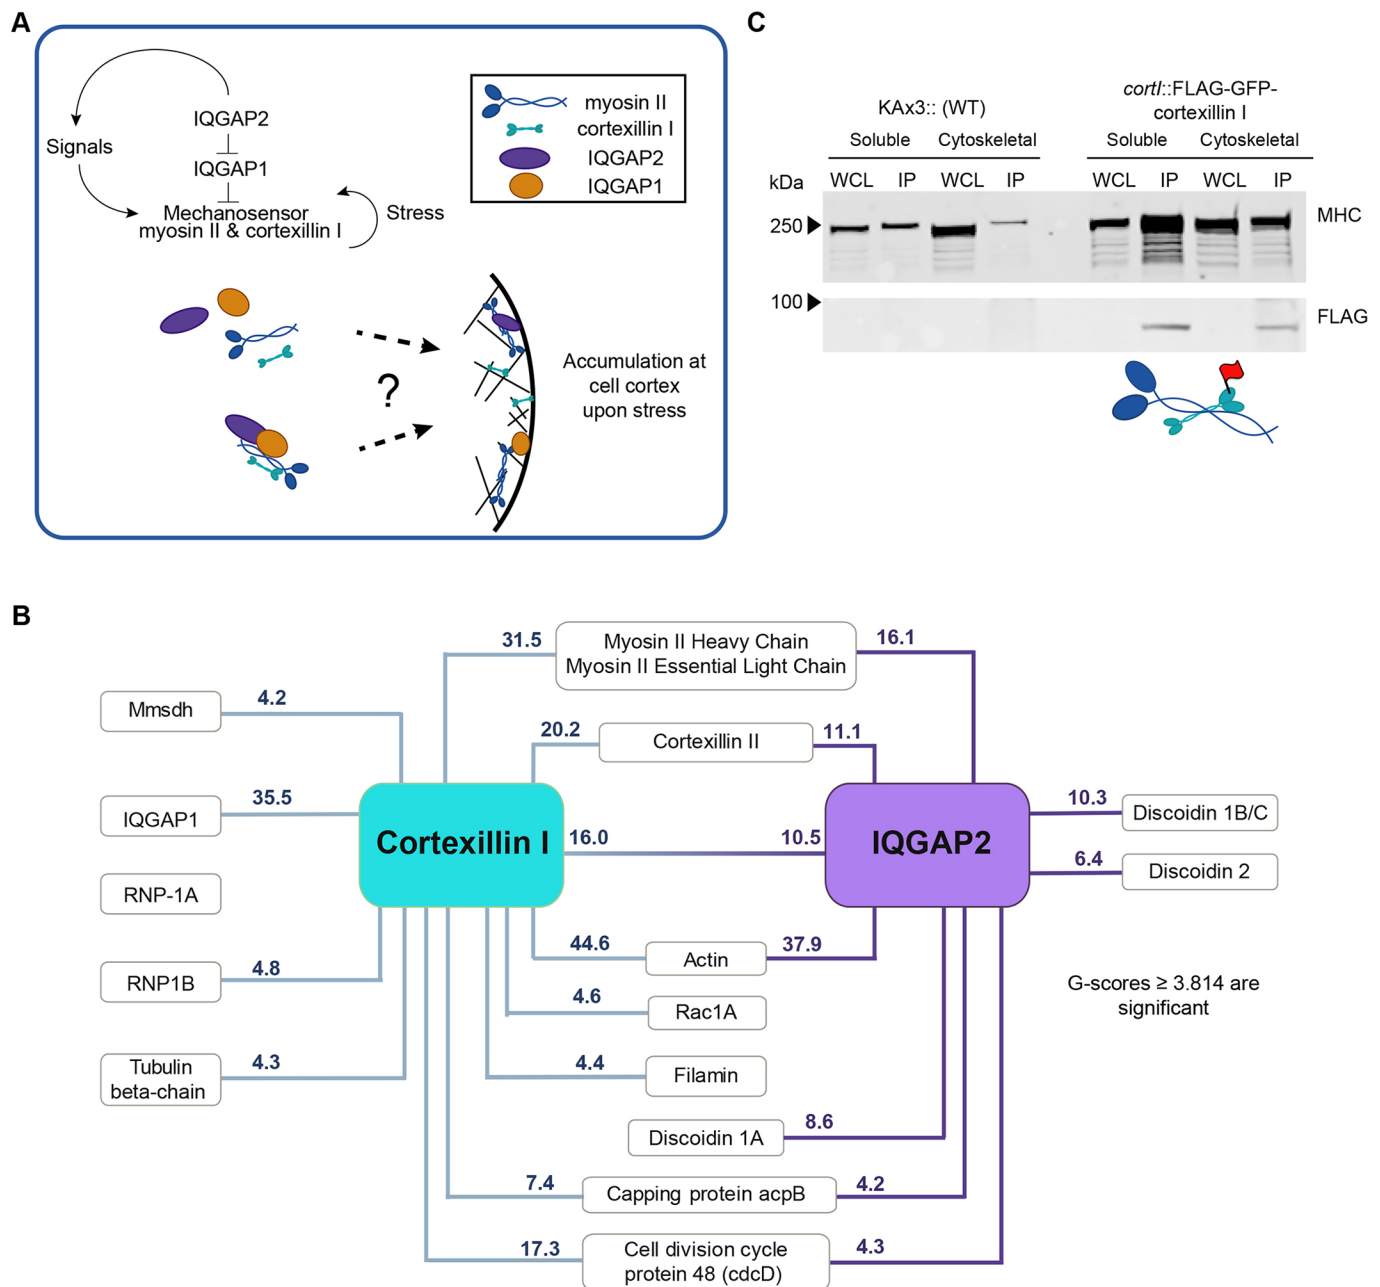 A
IQGAP2
Signals
IQGAP1
Mechanosensor
myosin II & cortexillin I
Stress
myosin II
cortexillin I
IQGAP2
IQGAP1
?
Accumulation at
cell cortex
upon stress
C
KAx3:: (WT)
cortI::FLAG-GFP-
cortexillin I
Soluble Cytoskeletal Soluble Cytoskeletal
kDa WCL IP WCL IP WCL IP WCL IP
250 MHC
100 FLAG
B
31.5 Myosin II Heavy Chain 16.1
Myosin II Essential Light Chain
Mmsdh 4.2
20.2 Cortexillin II 11.1
IQGAP1 35.5
Cortexillin I 16.0 10.5 IQGAP2
10.3 Discoidin 1B/C
6.4 Discoidin 2
RNP-1A
RNP1B 4.8
44.6 Actin 37.9
4.6 Rac1A
G-scores ≥ 3.814 are
significant
Tubulin
beta-chain 4.3
4.4 Filamin
Discoidin 1A 8.6
7.4 Capping protein acpB 4.2
17.3 Cell division cycle 4.3
protein 48 (cdcD)